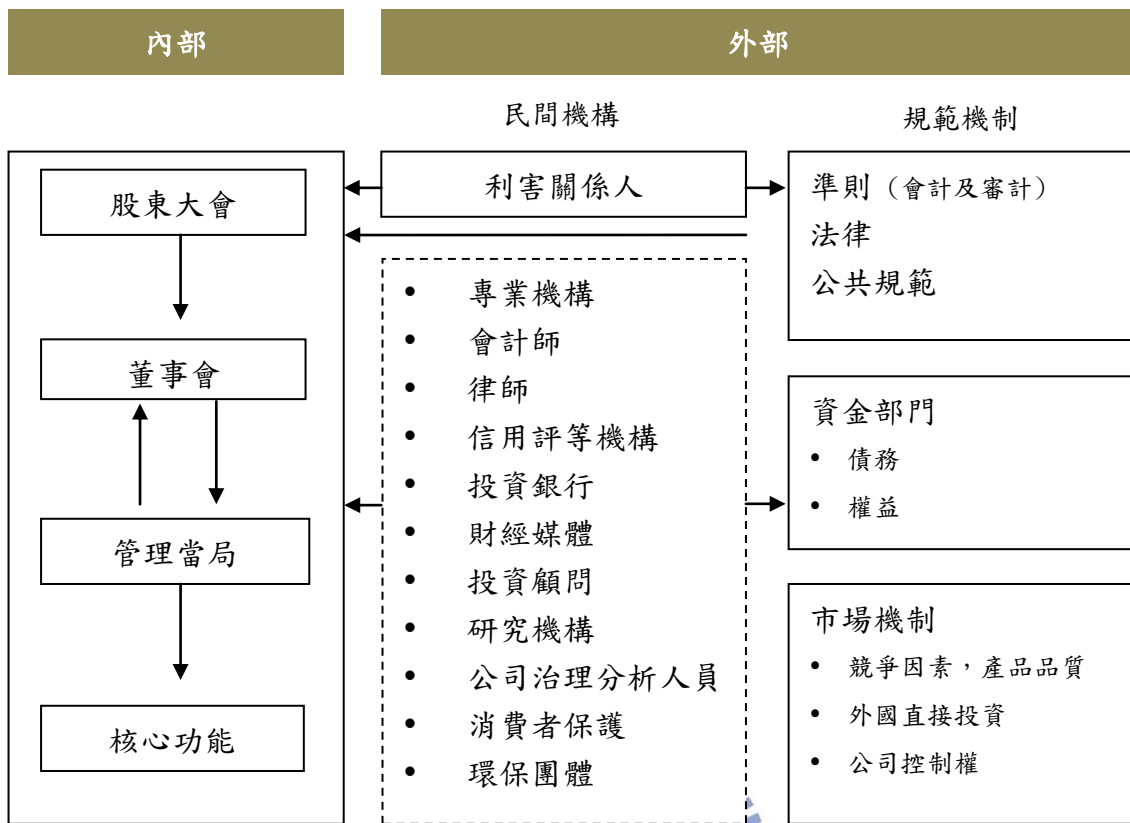 內部
外部
民間機構
規範機制
股東大會
董事會
管理當局
核心功能
利害關係人
• 專業機構
• 會計師
• 律師
• 信用評等機構
• 投資銀行
• 財經媒體
• 投資顧問
• 研究機構
• 公司治理分析人員
• 消費者保護
• 環保團體
準則（會計及審計）
法律
公共規範
資金部門
• 債務
• 權益
市場機制
• 競爭因素，產品品質
• 外國直接投資
• 公司控制權